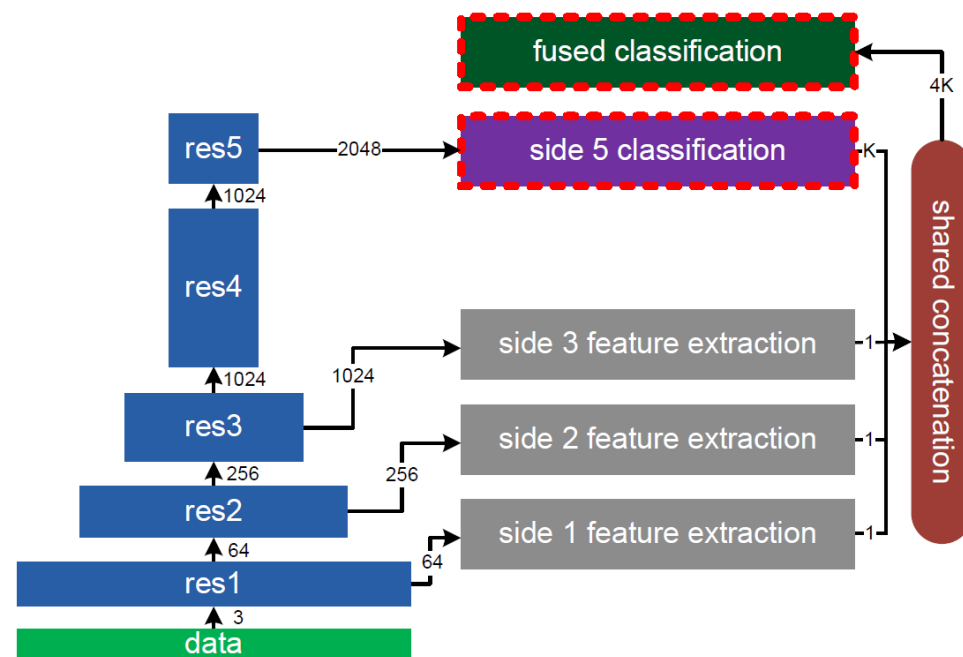 fused classification
4K
res5
2048
side 5 classification
K
1024
shared concatenation
res4
side 3 feature extraction
1
1024
1024
res3
side 2 feature extraction
1
256
256
res2
side 1 feature extraction
1
64
64
res1
3
data